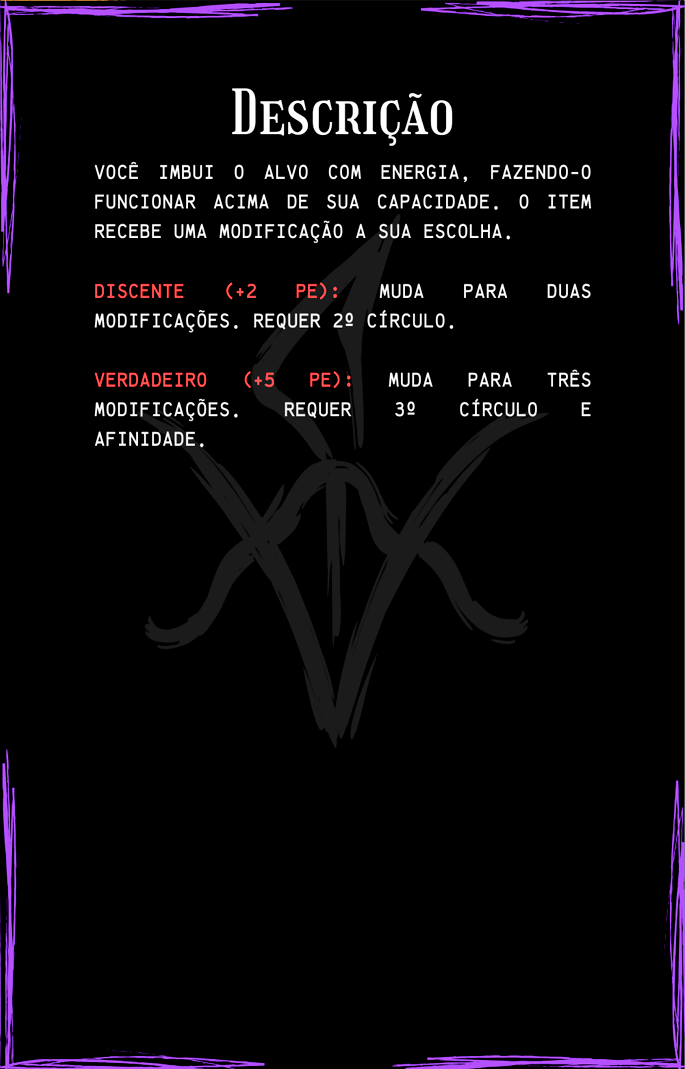 DESCRIÇÃO
VOCÊ IMBUI O ALVO COM ENERGIA, FAZENDO-O
FUNCIONAR ACIMA DE SUA CAPACIDADE. O ITEM
RECEBE UMA MODIFICAÇÃO A SUA ESCOLHA.
DISCENTE (+2 PE): MUDA PARA DUAS
MODIFICAÇÕES. REQUER 2º CÍRCULO.
VERDADEIRO (+5 PE): MUDA PARA TRÊS
MODIFICAÇÕES. REQUER 3º CÍRCULO E
AFINIDADE.